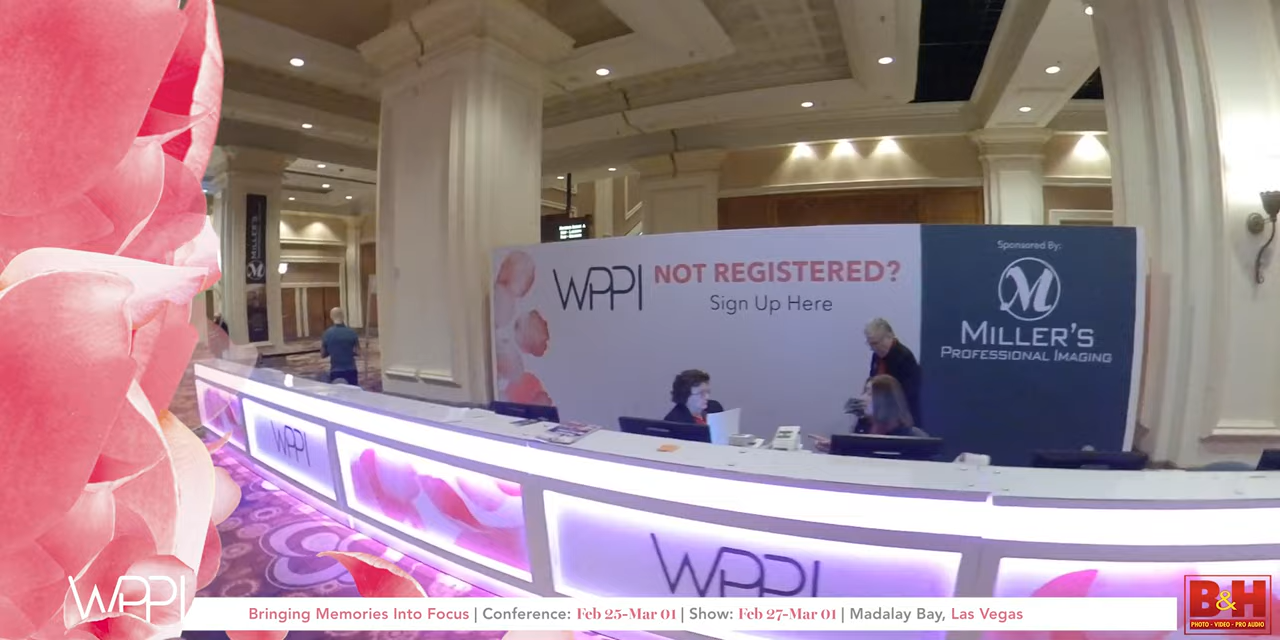 MILLER'S
WPPI
NOT REGISTERED?
Sign Up Here
Sponsored By:
M
MILLER'S
PROFESSIONAL IMAGING
WPPI
WPPI
WPPI
Bringing Memories Into Focus | Conference: Feb 25-Mar 01 | Show: Feb 27-Mar 01 | Madalay Bay, Las Vegas
B&H
PHOTO - VIDEO - PRO AUDIO